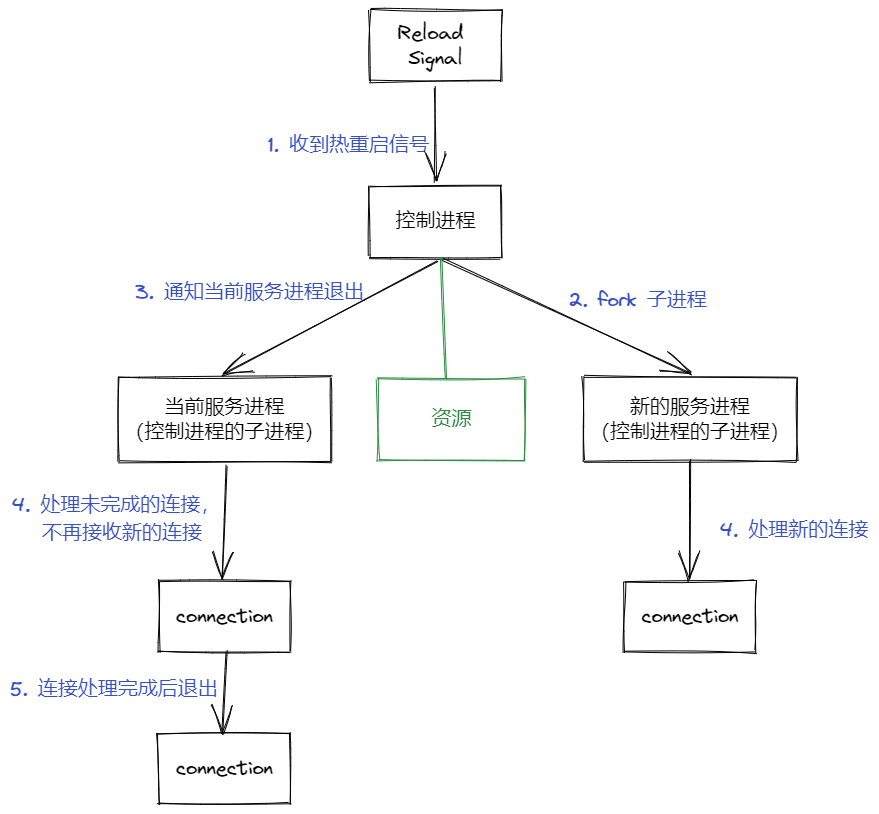 Reload
Signal
1. 收到热重启信号
控制进程
3. 通知当前服务进程退出
2. fork 子进程
当前服务进程
(控制进程的子进程)
资源
新的服务进程
(控制进程的子进程)
4. 处理未完成的连接，
不再接收新的连接
4. 处理新的连接
connection
connection
5. 连接处理完成后退出
connection